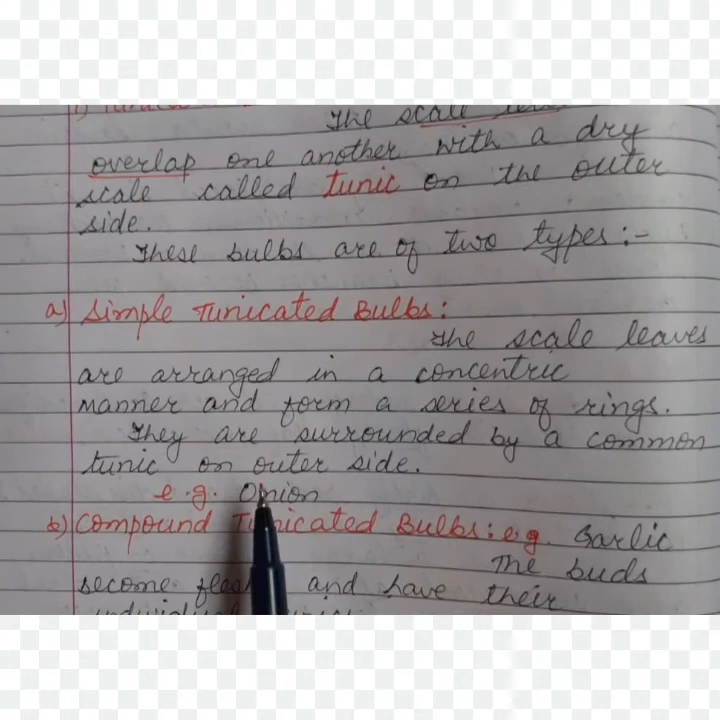 The scale
overlap one another with a dry
scale called tunic on the outer
side.
These bulbs are of two types :-
a) Simple Tunicated Bulbs :
The scale leaves
are arranged in a concentric
manner and form a series of rings.
They are surrounded by a common
tunic on outer side.
e.g. Onion
b) Compound Tunicated Bulbs : e.g. Garlic
The buds
become and have their